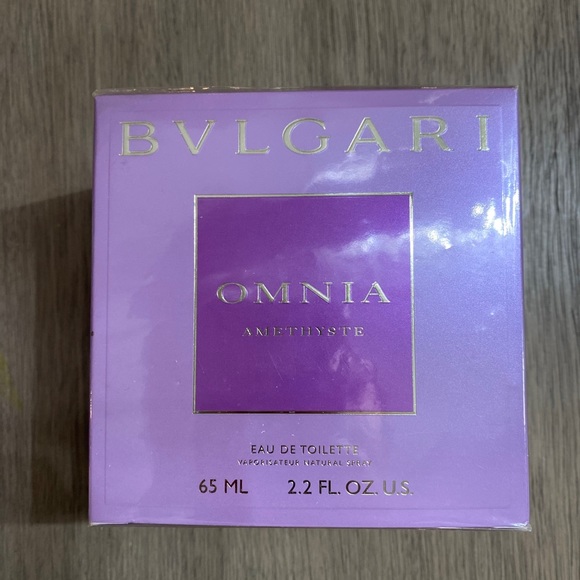 BVLGARI
OMNIA
AMETHYSTE
EAU DE TOILETTE
VAPORISATEUR NATURAL SPRAY
65 ML 2.2 FL. OZ. U.S.